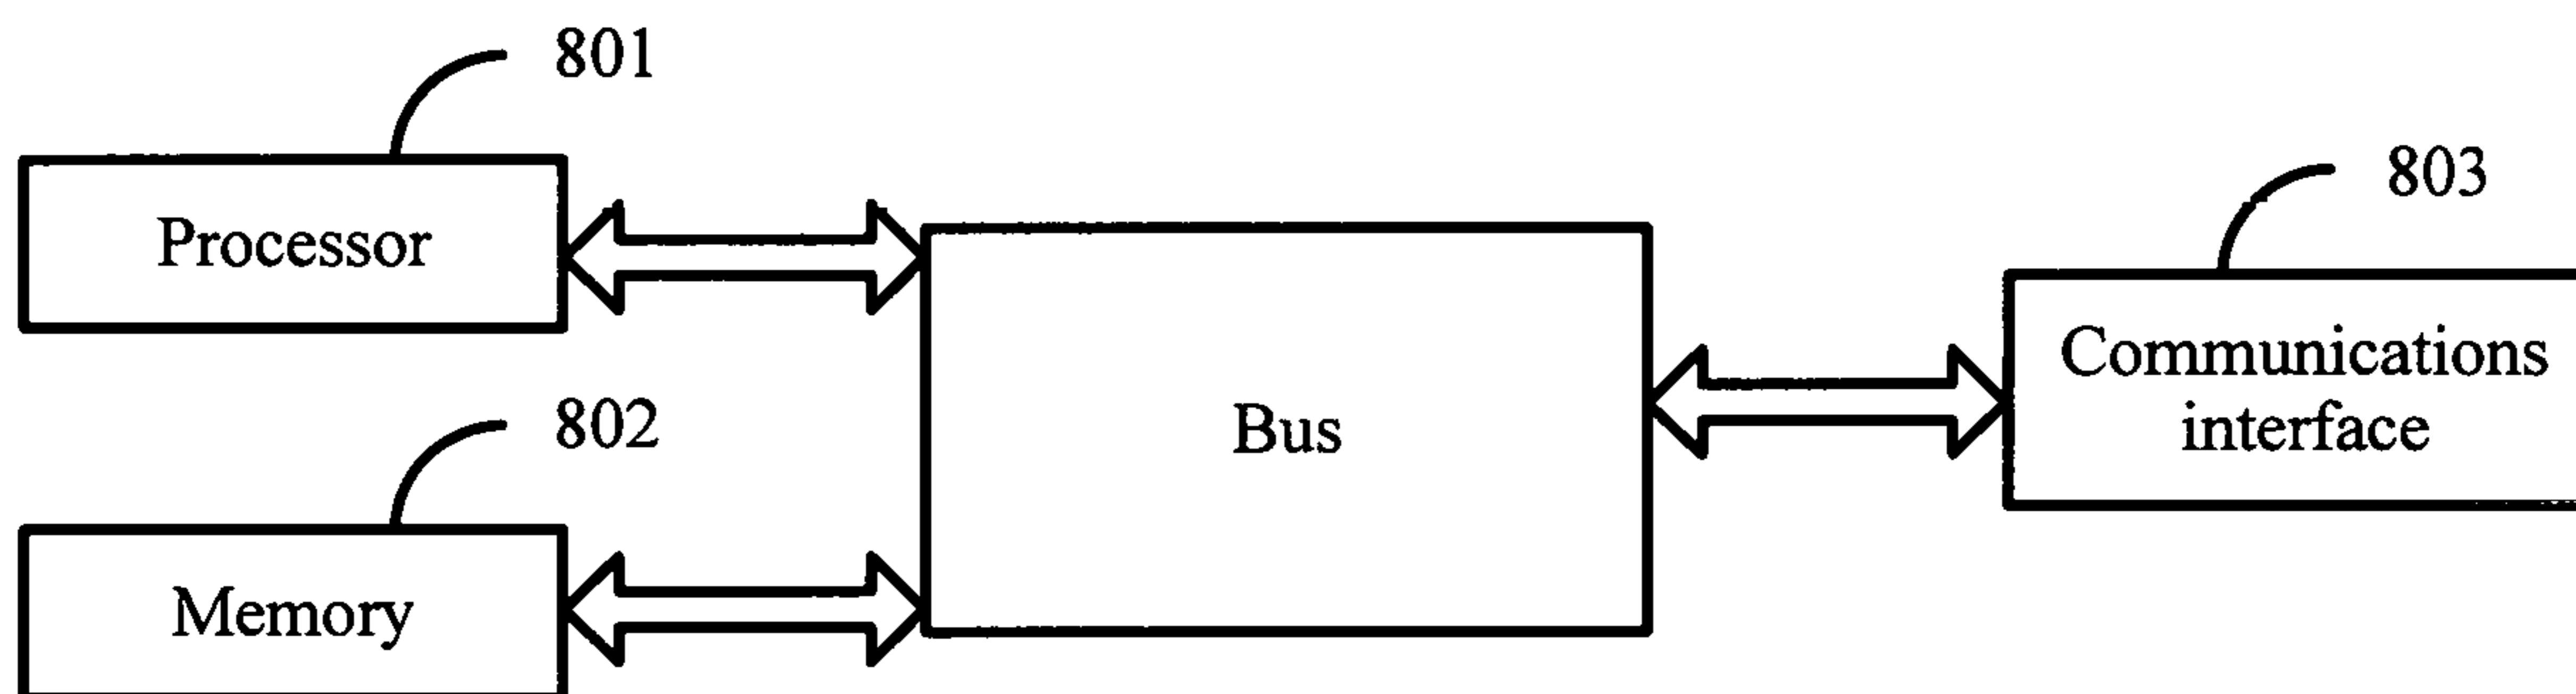 801
Processor
802
Memory
Bus
803
Communications
interface